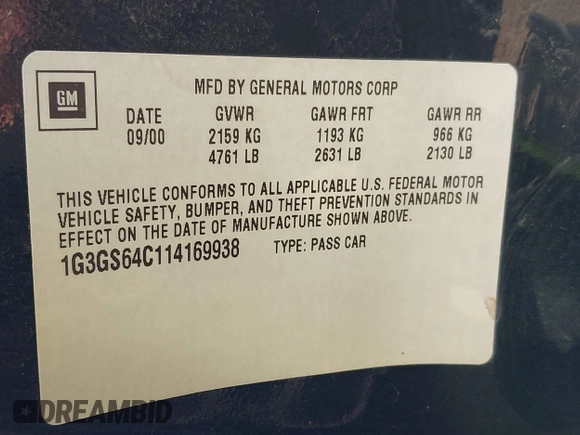 GM
MFD BY GENERAL MOTORS CORP
DATE GVWR GAWR FRT GAWR RR
09/00 2159 KG 1193 KG 966 KG
4761 LB 2631 LB 2130 LB
THIS VEHICLE CONFORMS TO ALL APPLICABLE U.S. FEDERAL MOTOR
VEHICLE SAFETY, BUMPER, AND THEFT PREVENTION STANDARDS IN
EFFECT ON THE DATE OF MANUFACTURE SHOWN ABOVE.
1G3GS64C114169938 TYPE: PASS CAR
DREAMBID